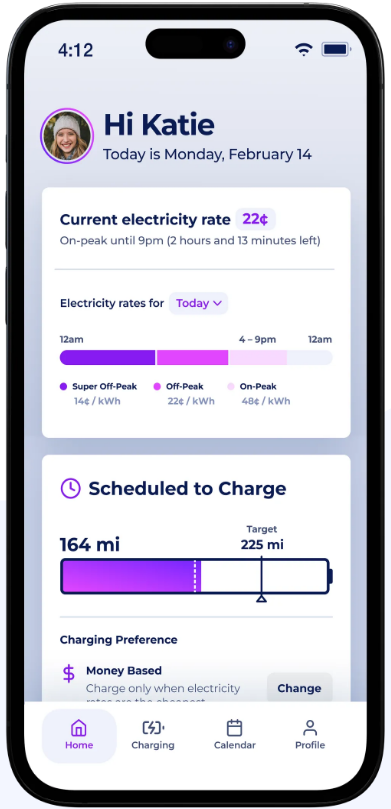 4:12
Hi Katie
Today is Monday, February 14
Current electricity rate 22¢
On-peak until 9pm (2 hours and 13 minutes left)
Electricity rates for Today
12am 4 – 9pm 12am
Super Off-Peak Off-Peak On-Peak
14¢ / kWh 22¢ / kWh 48¢ / kWh
Scheduled to Charge
Target
164 mi 225 mi
Charging Preference
$ Money Based
Charge only when electricity
rates are the cheapest
Change
Home Charging Calendar Profile